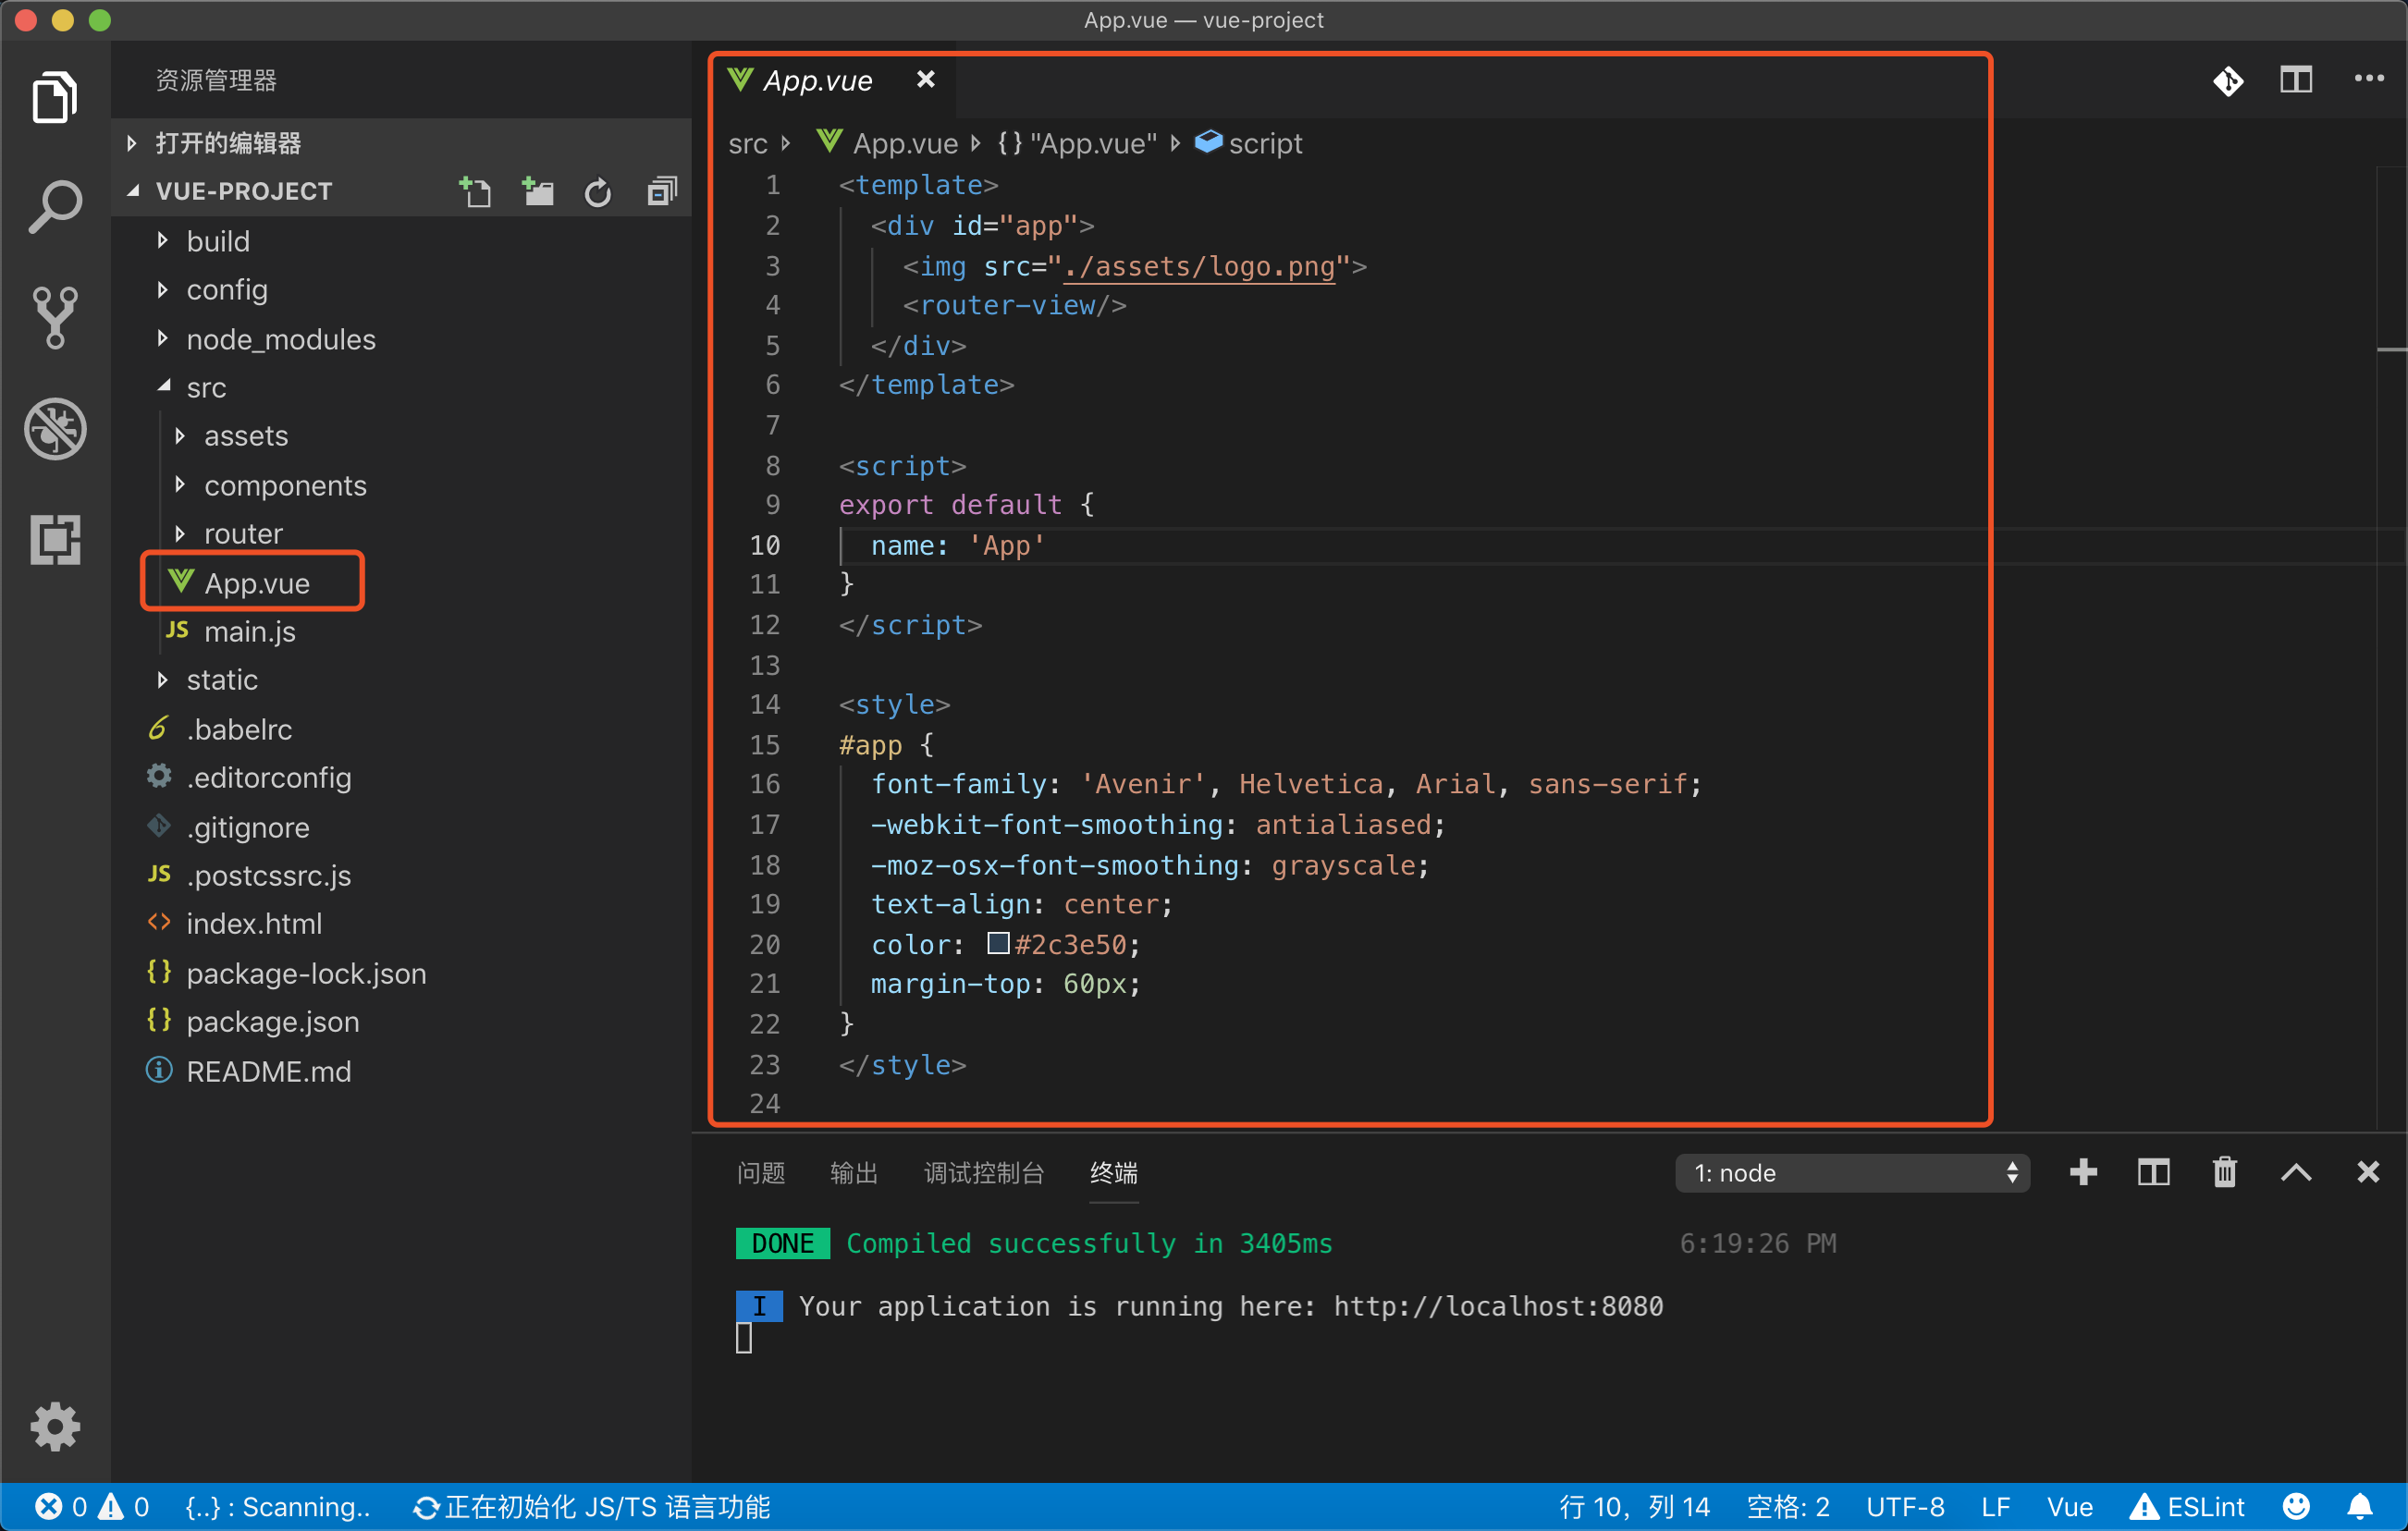 App.vue — vue-project
资源管理器
打开的编辑器
VUE-PROJECT
build
config
node_modules
src
assets
components
router
App.vue
JS main.js
static
6 .babelrc
.editorconfig
.gitignore
JS .postcssrc.js
<> index.html
{} package-lock.json
{} package.json
README.md
App.vue
src App.vue {} "App.vue" script
1 <template>
2   <div id="app">
3     <img src="./assets/logo.png">
4     <router-view/>
5   </div>
6 </template>
7
8 <script>
9 export default {
10   name: 'App'
11 }
12 </script>
13
14 <style>
15 #app {
16   font-family: 'Avenir', Helvetica, Arial, sans-serif;
17   -webkit-font-smoothing: antialiased;
18   -moz-osx-font-smoothing: grayscale;
19   text-align: center;
20   color: #2c3e50;
21   margin-top: 60px;
22 }
23 </style>
24
问题 输出 调试控制台 终端 1: node
DONE Compiled successfully in 3405ms 6:19:26 PM
I Your application is running here: http://localhost:8080
0 0 {..} : Scanning.. 正在初始化 JS/TS 语言功能 行 10，列 14 空格: 2 UTF-8 LF Vue ESLint